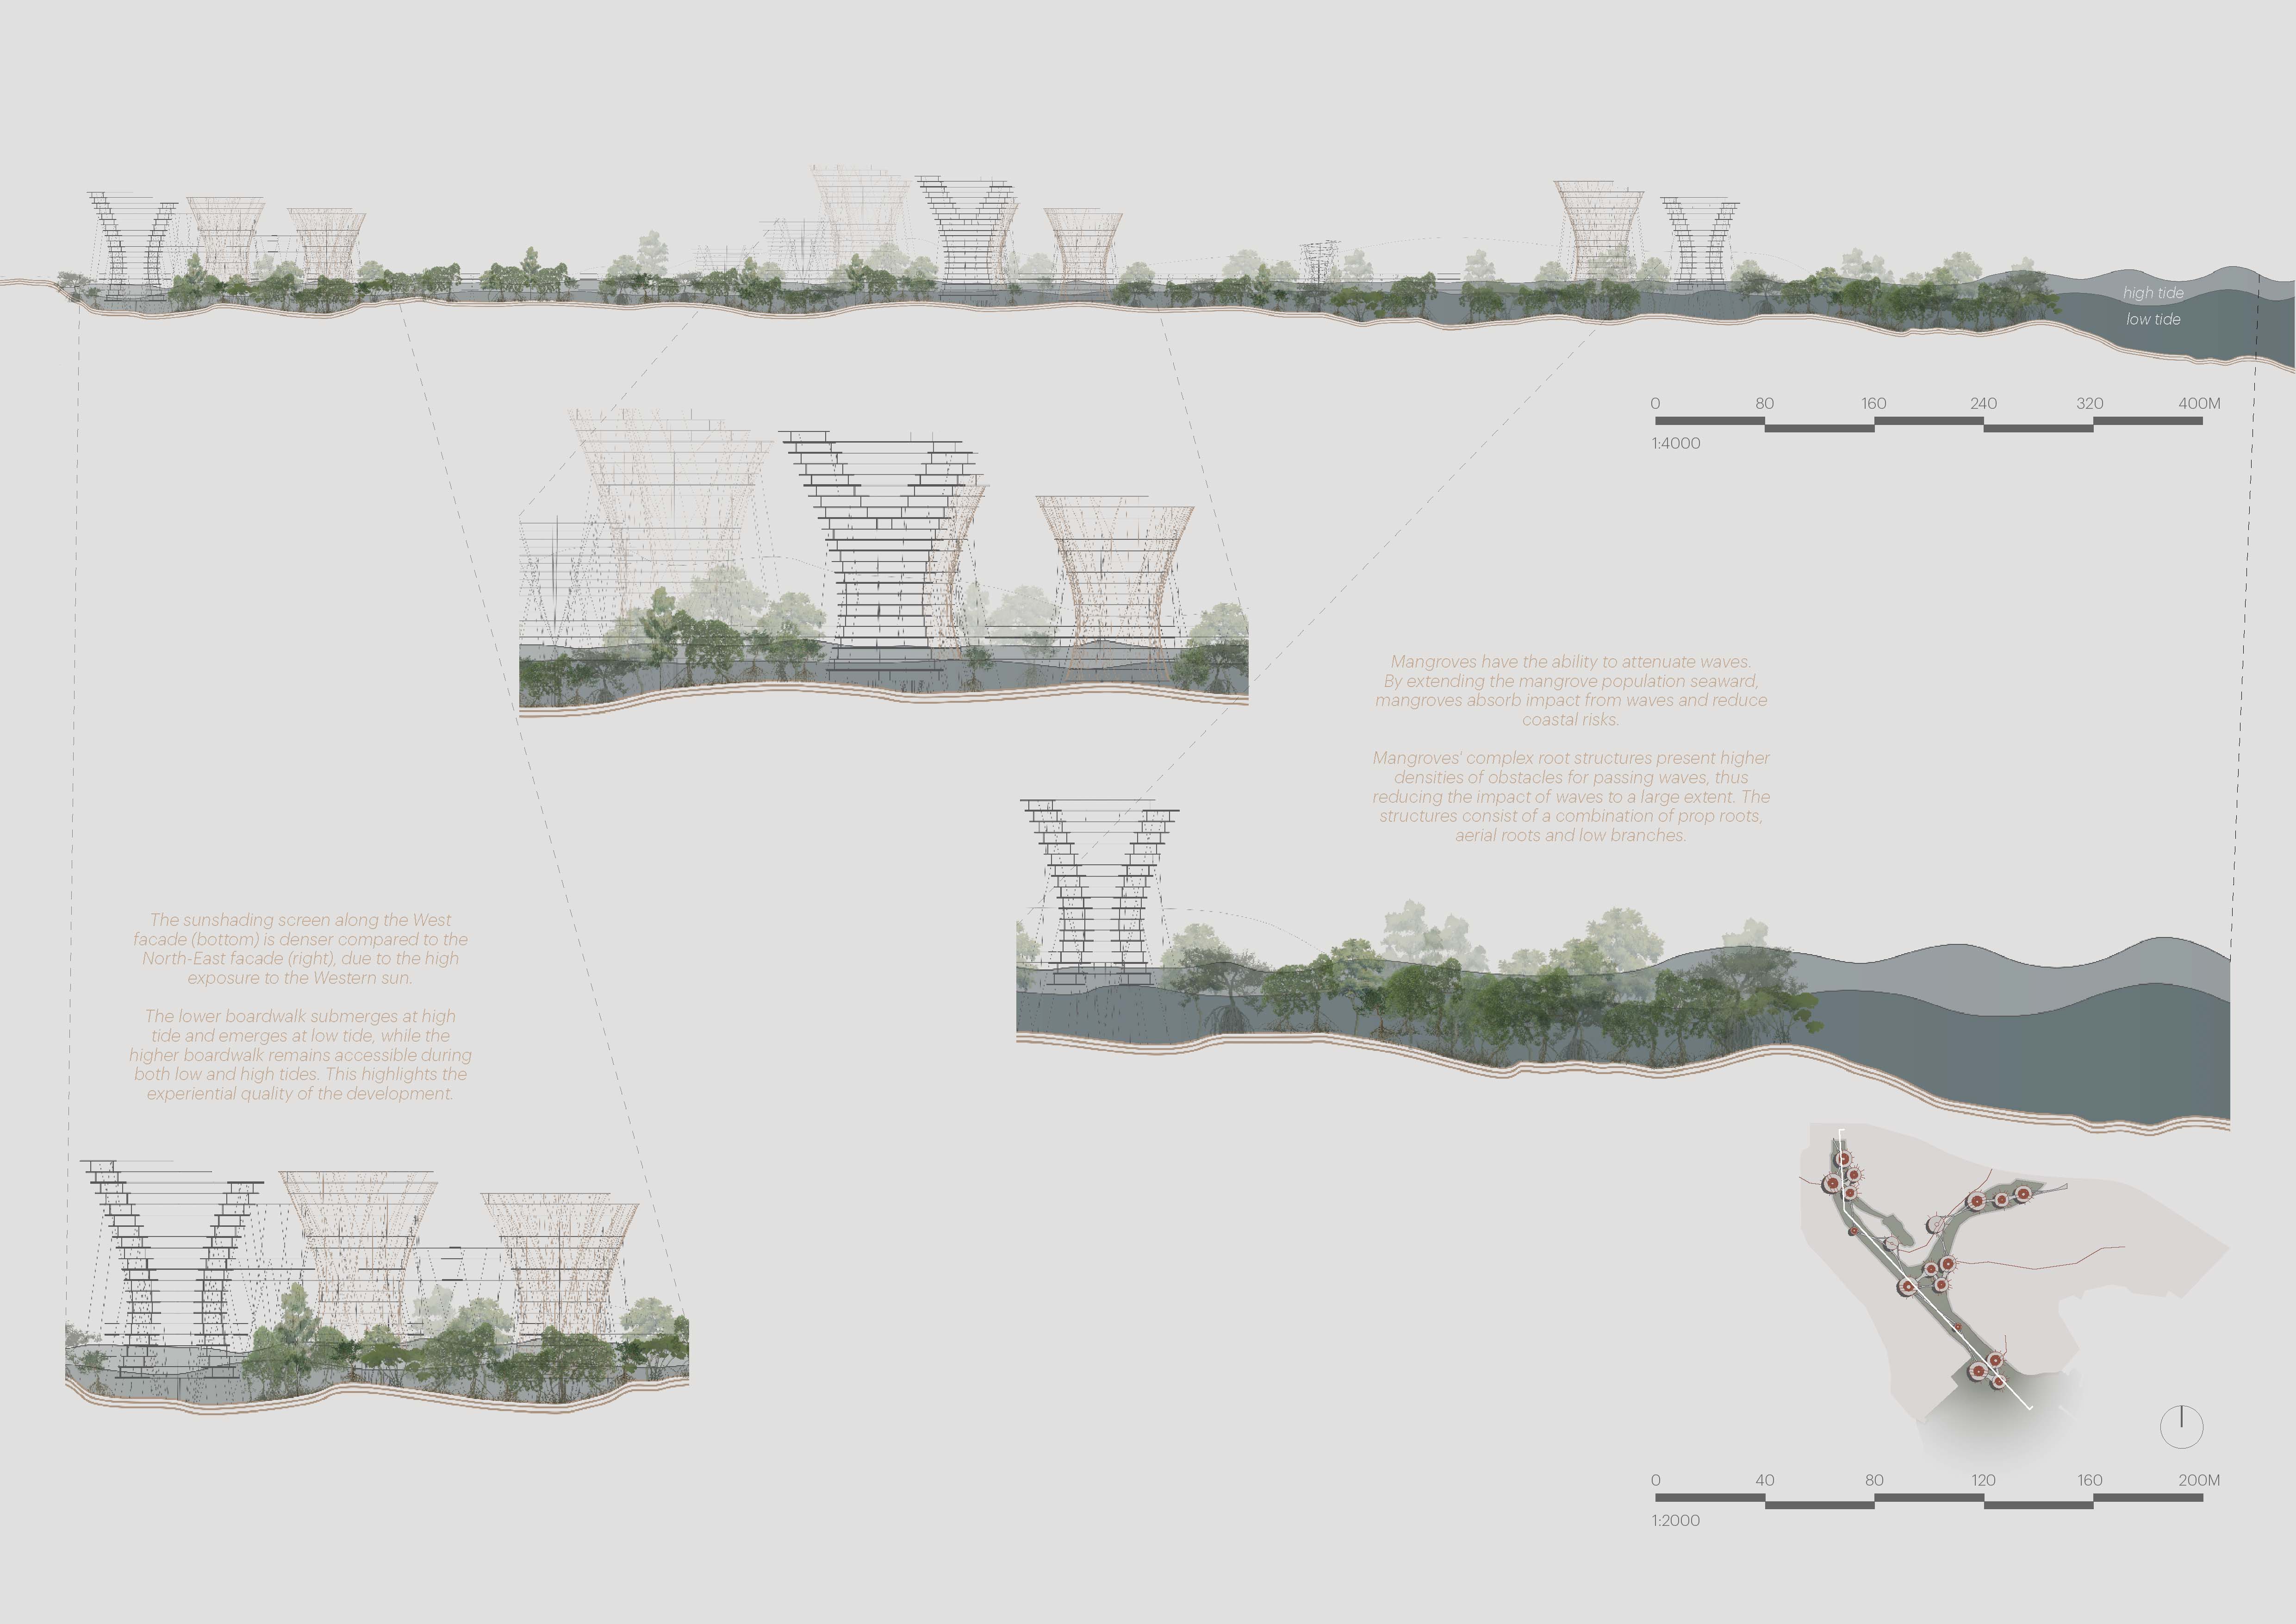 high tide
low tide
0 80 160 240 320 400M
1:4000
Mangroves have the ability to attenuate waves.
By extending the mangrove population seaward,
mangroves absorb impact from waves and reduce
coastal risks.
Mangroves' complex root structures present higher
densities of obstacles for passing waves, thus
reducing the impact of waves to a large extent. The
structures consist of a combination of prop roots,
aerial roots and low branches.
The sunshading screen along the West
facade (bottom) is denser compared to the
North-East facade (right), due to the high
exposure to the Western sun.
The lower boardwalk submerges at high
tide and emerges at low tide, while the
higher boardwalk remains accessible during
both low and high tides. This highlights the
experiential quality of the development.
0 40 80 120 160 200M
1:2000